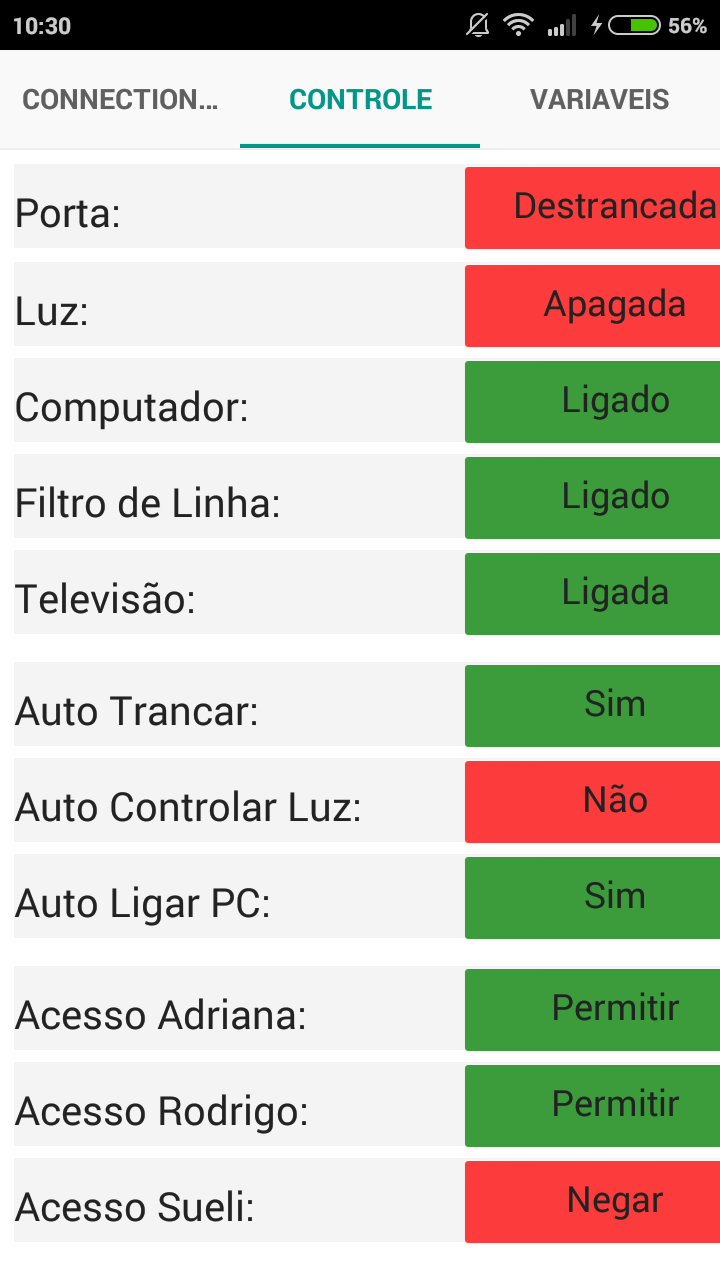 10:30 56%
CONNECTION... CONTROLE VARIAVEIS
Porta: Destrancada
Luz: Apagada
Computador: Ligado
Filtro de Linha: Ligado
Televisão: Ligada
Auto Trancar: Sim
Auto Controlar Luz: Não
Auto Ligar PC: Sim
Acesso Adriana: Permitir
Acesso Rodrigo: Permitir
Acesso Sueli: Negar